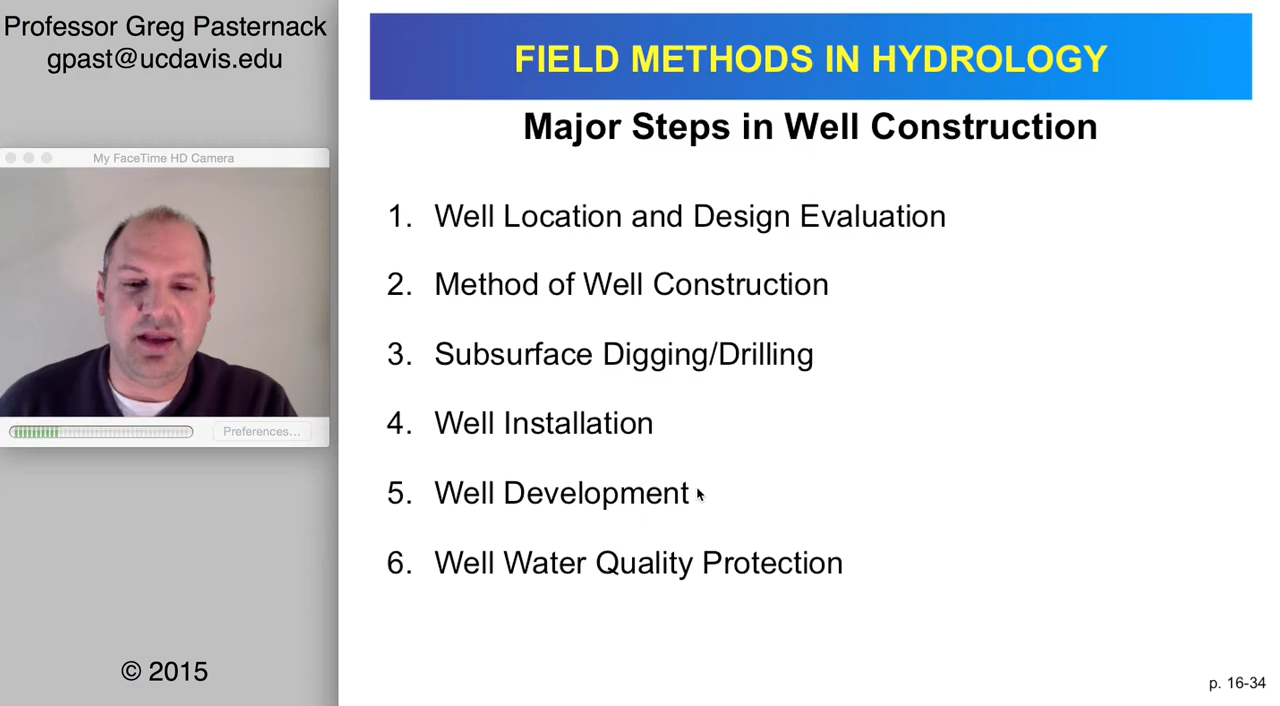 Professor Greg Pasternack
gpast@ucdavis.edu
My FaceTime HD Camera
Preferences...
© 2015
FIELD METHODS IN HYDROLOGY
Major Steps in Well Construction
1. Well Location and Design Evaluation
2. Method of Well Construction
3. Subsurface Digging/Drilling
4. Well Installation
5. Well Development
6. Well Water Quality Protection
p. 16-34